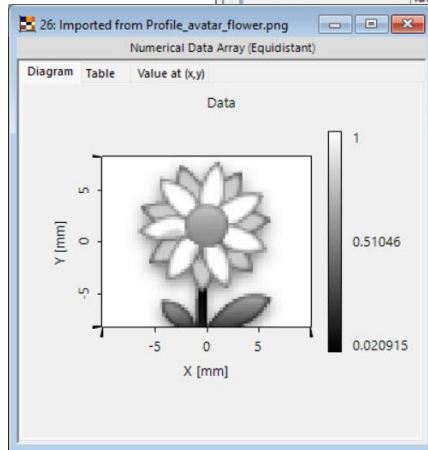 26: Imported from Profile_avatar_flower.png
Numerical Data Array (Equidistant)
Diagram Table Value at (x,y)
Data
1
5
0
0.51046
-5
0.020915
Y [mm]
-5 0 5
X [mm]